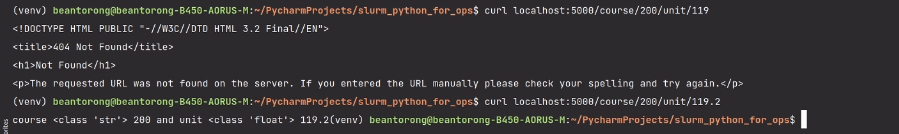 (venv) beantorong@beantorong-B450-AORUS-M:~/PycharmProjects/slurm_python_for_ops$ curl localhost:5000/course/200/unit/119
<!DOCTYPE HTML PUBLIC "-//W3C//DTD HTML 3.2 Final//EN">
<title>404 Not Found</title>
<h1>Not Found</h1>
<p>The requested URL was not found on the server. If you entered the URL manually please check your spelling and try again.</p>
(venv) beantorong@beantorong-B450-AORUS-M:~/PycharmProjects/slurm_python_for_ops$ curl localhost:5000/course/200/unit/119.2
course <class 'str'> 200 and unit <class 'float'> 119.2(venv) beantorong@beantorong-B450-AORUS-M:~/PycharmProjects/slurm_python_for_ops$